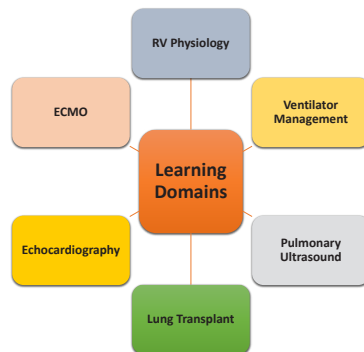 RV Physiology
ECMO
Ventilator
Management
Learning
Domains
Echocardiography
Pulmonary
Ultrasound
Lung Transplant